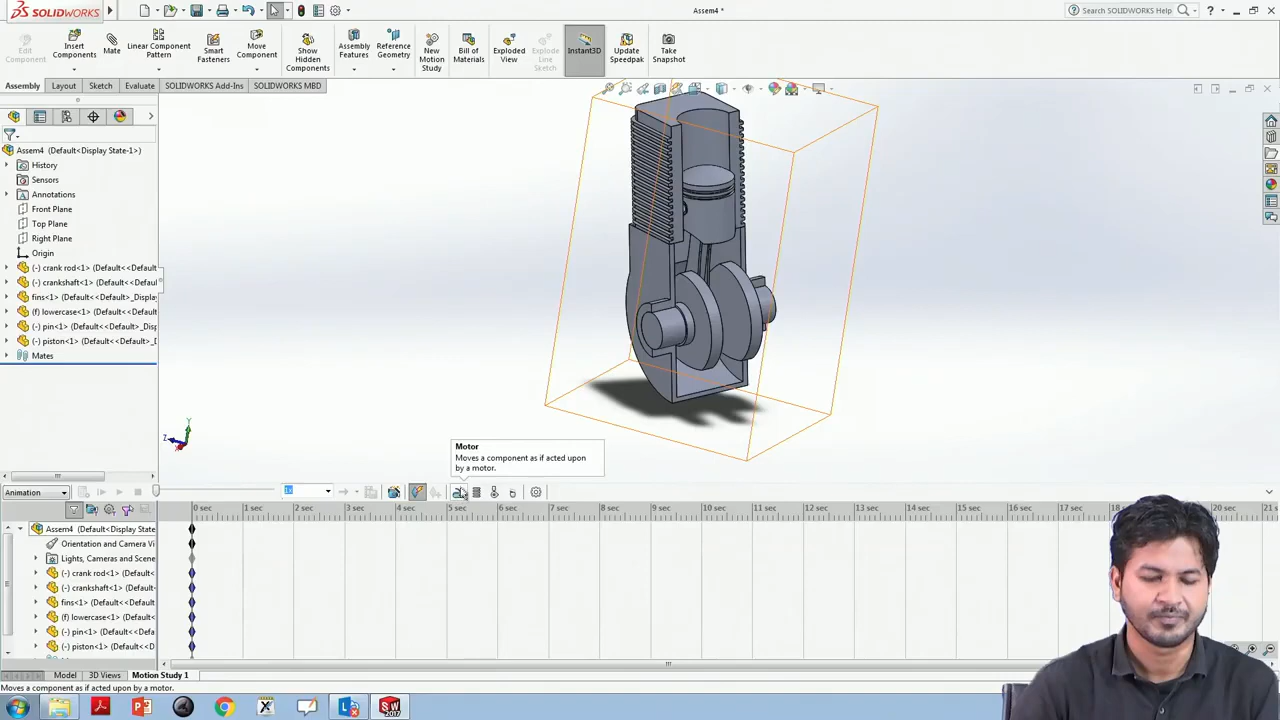 SOLIDWORKS
Assem4 *
Search SOLIDWORKS Help
Edit
Component
Insert
Components
Mate
Linear Component
Pattern
Smart
Fasteners
Move
Component
Show
Hidden
Components
Assembly
Features
Reference
Geometry
New
Motion
Study
Bill of
Materials
Exploded
View
Explode
Line
Sketch
Instant3D
Update
Speedpak
Take
Snapshot
Assembly
Layout
Sketch
Evaluate
SOLIDWORKS Add-Ins
SOLIDWORKS MBD
Assem4 (Default<Display State-1>)
History
Sensors
Annotations
Front Plane
Top Plane
Right Plane
Origin
(-) crank rod<1> (Default<<Default
(-) crankshaft<1> (Default<<Defau
fins<1> (Default<<Default>_Displa
(f) lowercase<1> (Default<<Defaul
(-) pin<1> (Default<<Default>_Disp
(-) piston<1> (Default<<Default>_D
Mates
Y
Z
X
Motor
Moves a component as if acted upon
by a motor.
Animation
0 sec
1 sec
2 sec
3 sec
4 sec
5 sec
6 sec
7 sec
8 sec
9 sec
10 sec
11 sec
12 sec
13 sec
14 sec
15 sec
16 sec
17 sec
20 sec
21 s
Assem4 (Default<Display State
Orientation and Camera Vi
Lights, Cameras and Scene
(-) crank rod<1> (Default<
(-) crankshaft<1> (Default
fins<1> (Default<<Default
(f) lowercase<1> (Default
(-) pin<1> (Default<<Defa
(-) piston<1> (Default<<D
Model
3D Views
Motion Study 1
Moves a component as if acted upon by a motor.
SW
2017